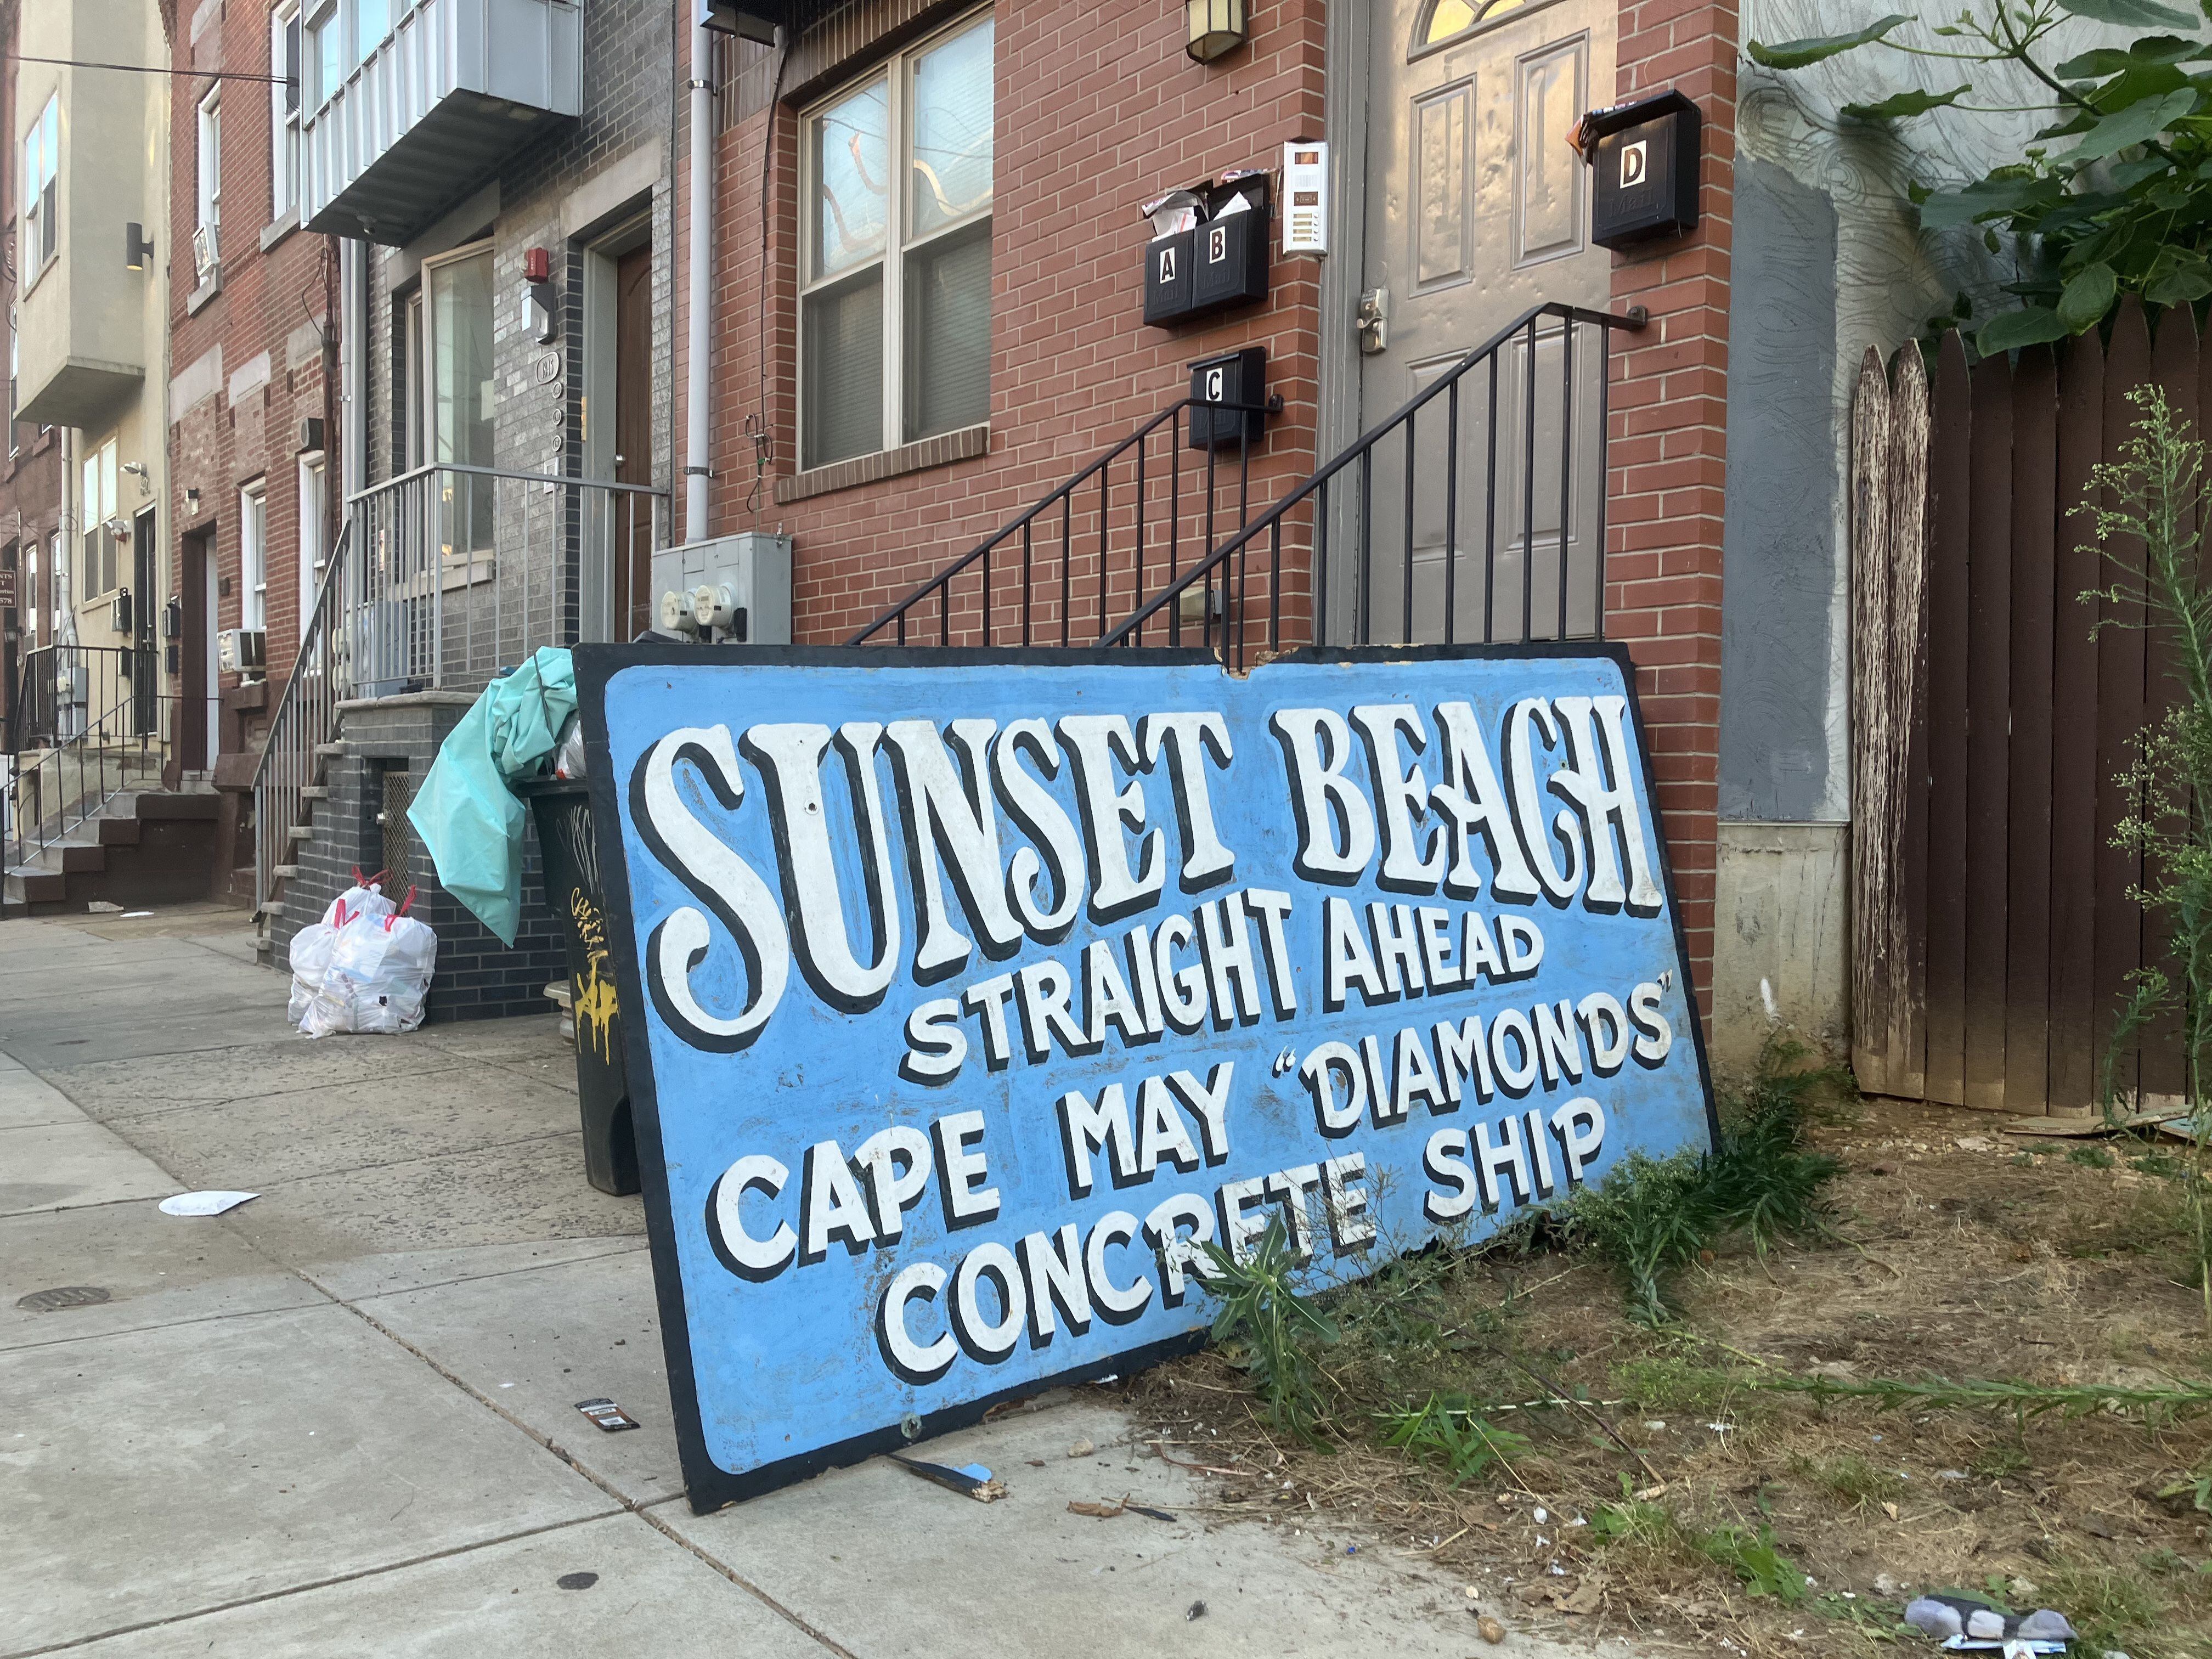 SUNSET BEACH
STRAIGHT AHEAD
CAPE MAY "DIAMONDS"
CONCRETE SHIP
A
B
C
D